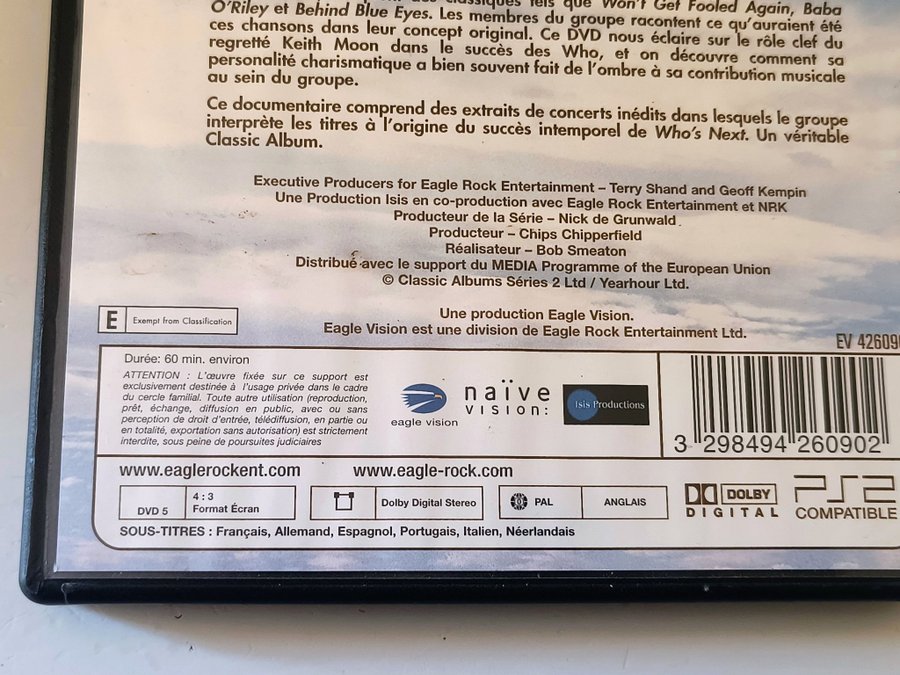 des classiques tels que Won't Get Fooled Again, Baba
O'Riley et Behind Blue Eyes. Les membres du groupe racontent ce qu'auraient été
ces chansons dans leur concept original. Ce DVD nous éclaire sur le rôle clef du
regretté Keith Moon dans le succès des Who, et on découvre comment sa
personalité charismatique a bien souvent fait de l'ombre à sa contribution musicale
au sein du groupe.
Ce documentaire comprend des extraits de concerts inédits dans lesquels le groupe
interprète les titres à l'origine du succès intemporel de Who's Next. Un véritable
Classic Album.
Executive Producers for Eagle Rock Entertainment – Terry Shand and Geoff Kempin
Une Production Isis en co-production avec Eagle Rock Entertainment et NRK
Producteur de la Série – Nick de Grunwald
Producteur – Chips Chipperfield
Réalisateur – Bob Smeaton
Distribué avec le support du MEDIA Programme of the European Union
© Classic Albums Séries 2 Ltd / Yearhour Ltd.
E Exempt from Classification
Une production Eagle Vision.
Eagle Vision est une division de Eagle Rock Entertainment Ltd.
EV 42609
Durée: 60 min. environ
ATTENTION : L'œuvre fixée sur ce support est
exclusivement destinée à l'usage privée dans le cadre
du cercle familial. Toute autre utilisation (reproduction,
prêt, échange, diffusion en public, avec ou sans
perception de droit d'entrée, télédiffusion, en partie ou
en totalité, exportation sans autorisation) est strictement
interdite, sous peine de poursuites judiciaires
eagle vision
naïve
vision:
Isis Productions
3 298494 260902
www.eaglerockent.com www.eagle-rock.com
DVD 5
4 : 3
Format Écran
Dolby Digital Stereo
PAL
ANGLAIS
DOLBY
DIGITAL
PS2
COMPATIBLE
SOUS-TITRES : Français, Allemand, Espagnol, Portugais, Italien, Néerlandais